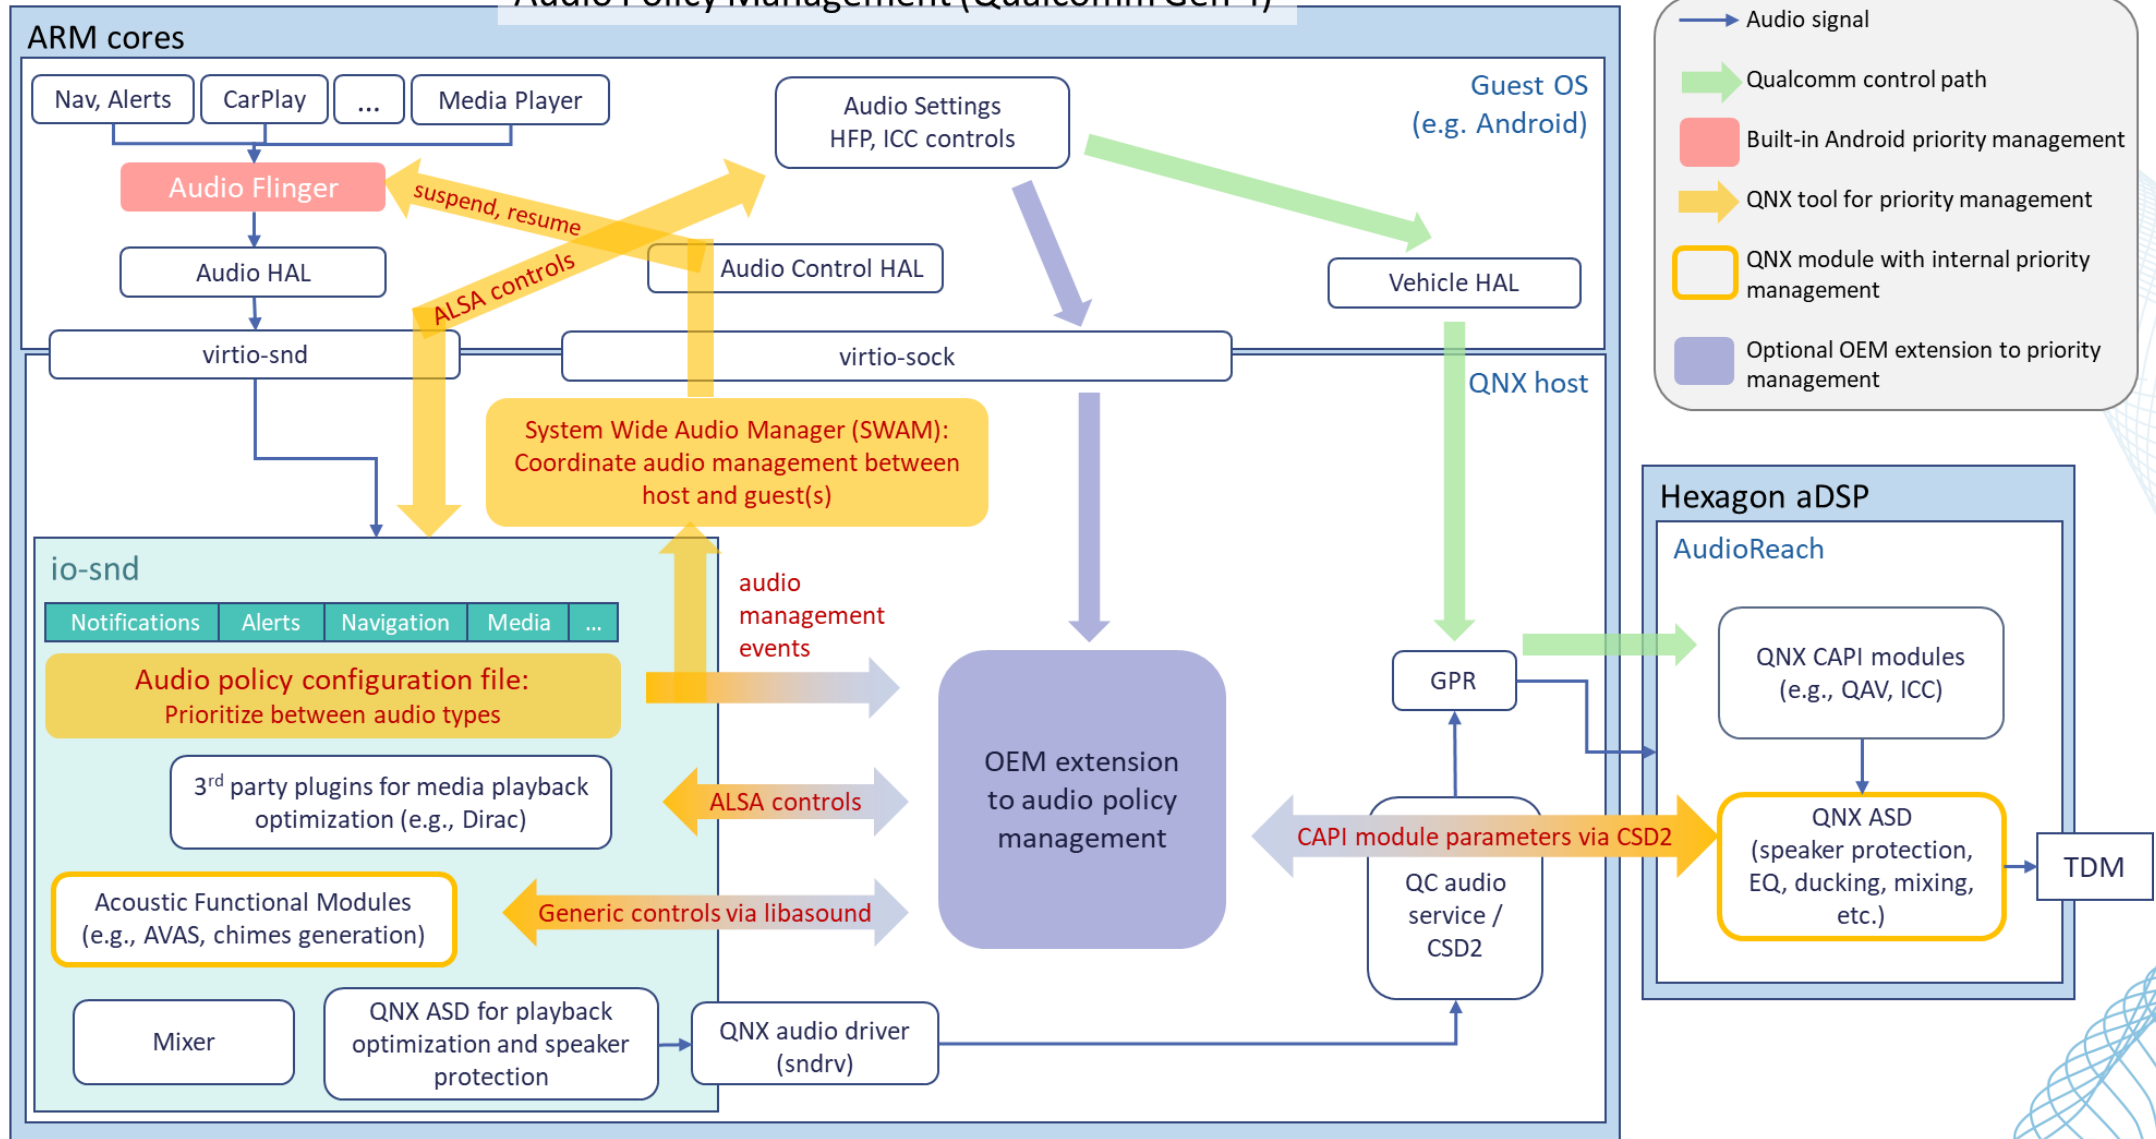 Audio Policy Management (Qualcomm Gen 4)
ARM cores
Nav, Alerts
CarPlay
...
Media Player
Audio Settings
HFP, ICC controls
Guest OS
(e.g. Android)
Audio Flinger
suspend, resume
Audio HAL
ALSA controls
Audio Control HAL
Vehicle HAL
virtio-snd
virtio-sock
QNX host
System Wide Audio Manager (SWAM):
Coordinate audio management between
host and guest(s)
io-snd
Notifications
Alerts
Navigation
Media
...
audio
management
events
Audio policy configuration file:
Prioritize between audio types
3rd party plugins for media playback
optimization (e.g., Dirac)
ALSA controls
Acoustic Functional Modules
(e.g., AVAS, chimes generation)
Generic controls via libasound
OEM extension
to audio policy
management
Mixer
QNX ASD for playback
optimization and speaker
protection
QNX audio driver
(sndrv)
GPR
CAPI module parameters via CSD2
QC audio
service /
CSD2
Audio signal
Qualcomm control path
Built-in Android priority management
QNX tool for priority management
QNX module with internal priority
management
Optional OEM extension to priority
management
Hexagon aDSP
AudioReach
QNX CAPI modules
(e.g., QAV, ICC)
QNX ASD
(speaker protection,
EQ, ducking, mixing,
etc.)
TDM